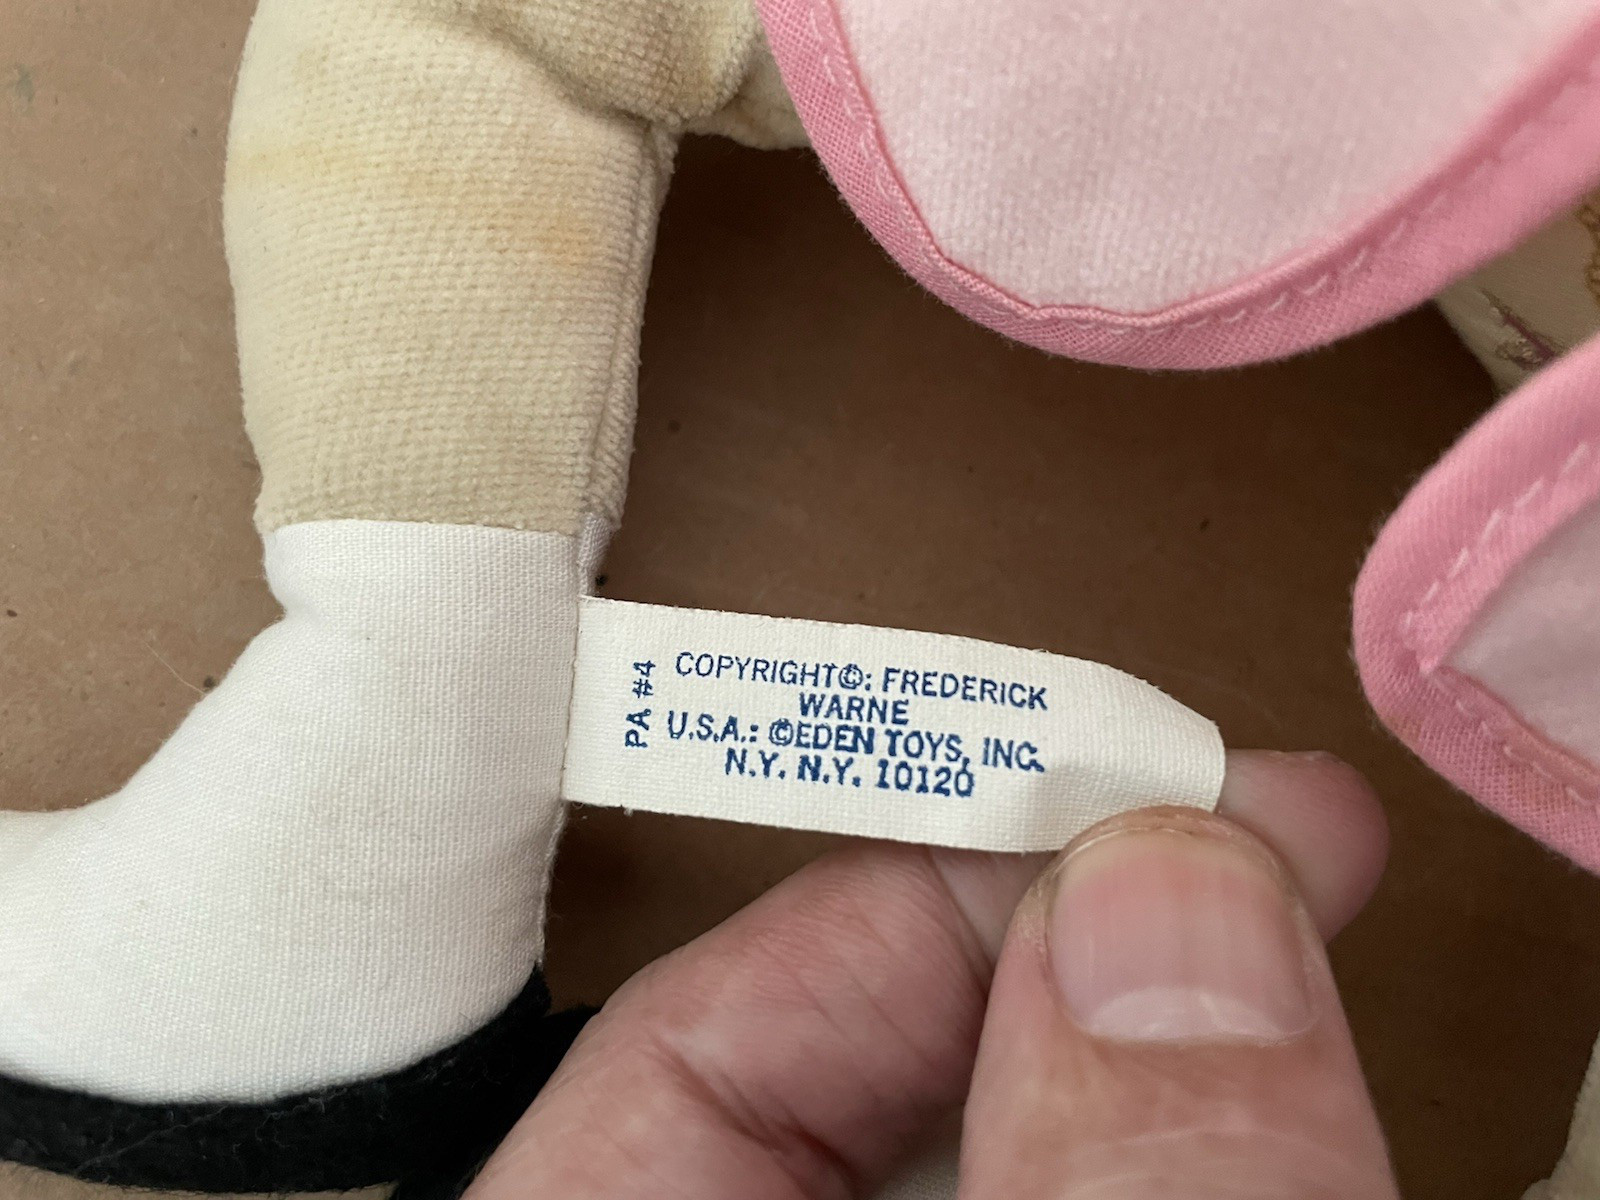 PA #4
COPYRIGHT©: FREDERICK
WARNE
U.S.A.: ©EDEN TOYS, INC.
N.Y. N.Y. 10120